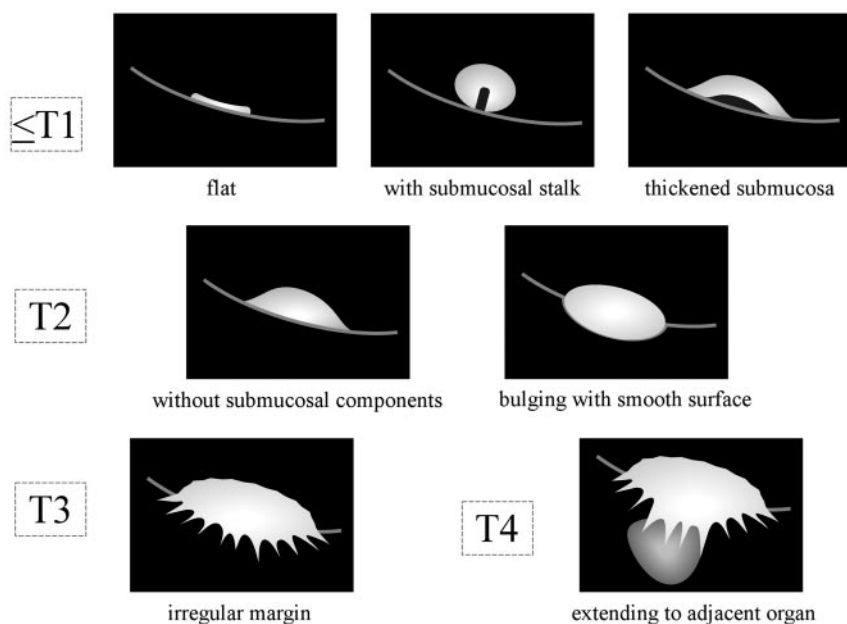 ≤T1
flat
with submucosal stalk
thickened submucosa
T2
without submucosal components
bulging with smooth surface
T3
T4
irregular margin
extending to adjacent organ